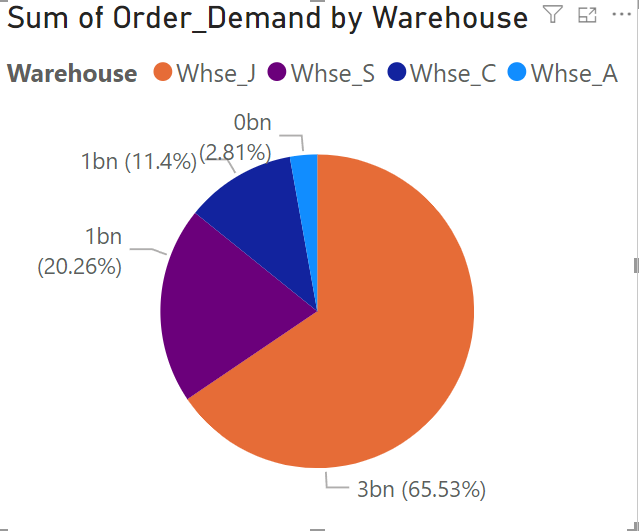 Sum of Order_Demand by Warehouse
Warehouse Whse_J Whse_S Whse_C Whse_A
0bn
(2.81%)
1bn (11.4%)
1bn
(20.26%)
3bn (65.53%)